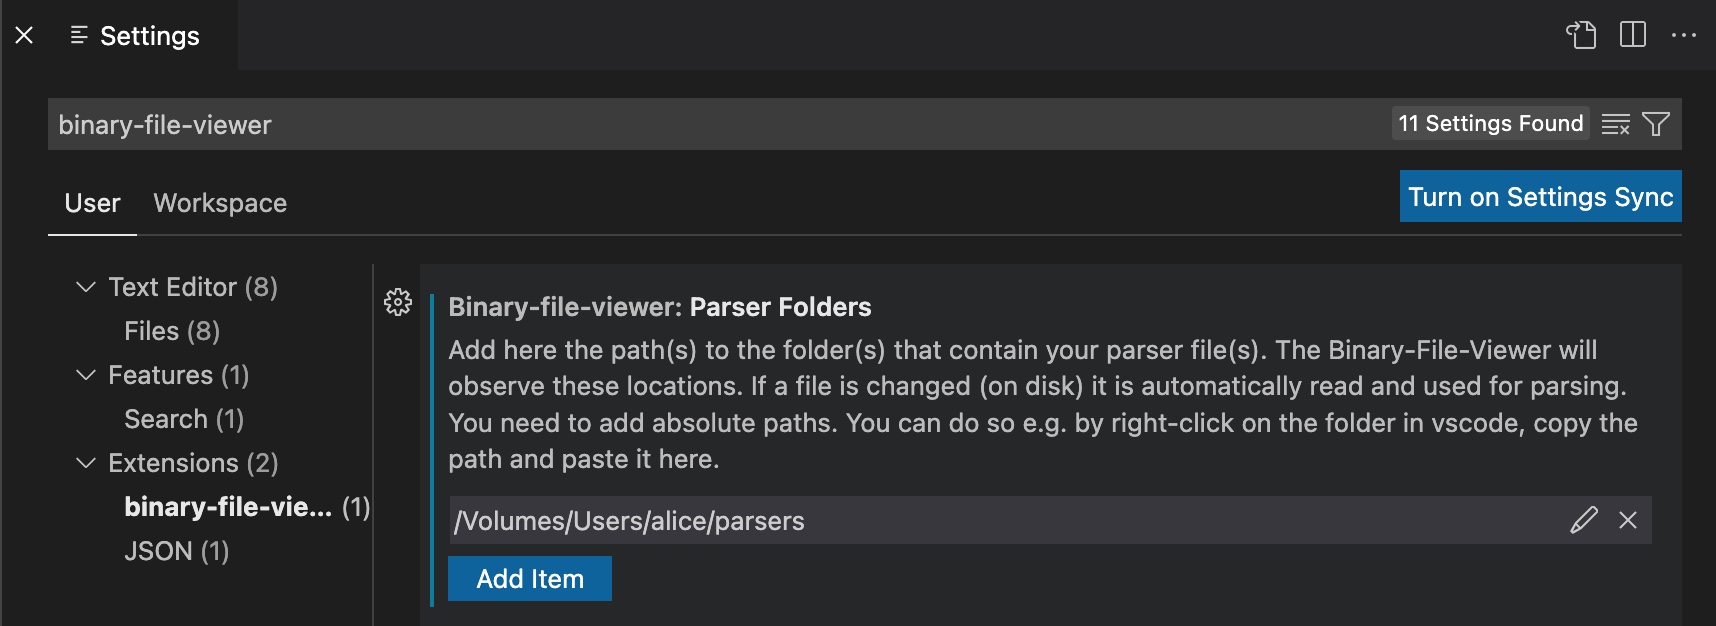 Settings
binary-file-viewer
11 Settings Found
User Workspace
Turn on Settings Sync
Text Editor (8)
Files (8)
Features (1)
Search (1)
Extensions (2)
binary-file-vie... (1)
JSON (1)
Binary-file-viewer: Parser Folders
Add here the path(s) to the folder(s) that contain your parser file(s). The Binary-File-Viewer will
observe these locations. If a file is changed (on disk) it is automatically read and used for parsing.
You need to add absolute paths. You can do so e.g. by right-click on the folder in vscode, copy the
path and paste it here.
/Volumes/Users/alice/parsers
Add Item